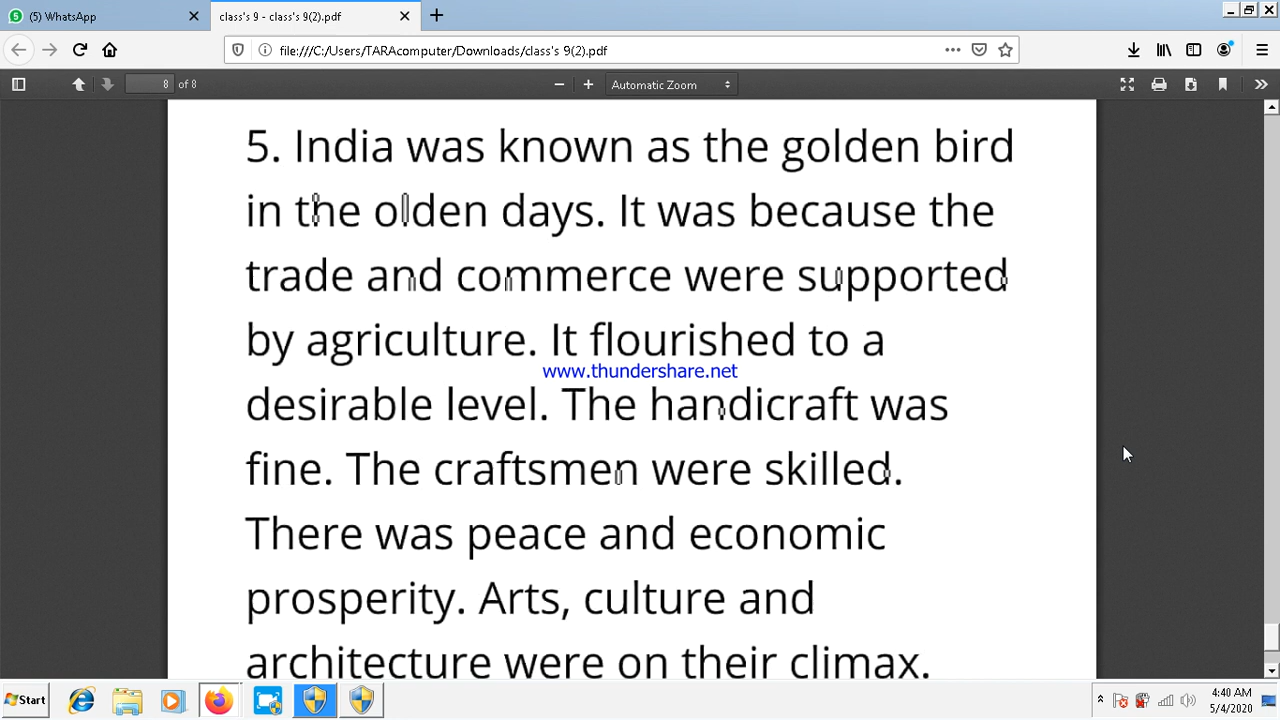 (5) WhatsApp
class's 9 - class's 9(2).pdf
file:///C:/Users/TARAcomputer/Downloads/class's 9(2).pdf
8 of 8
Automatic Zoom
5. India was known as the golden bird
in the olden days. It was because the
trade and commerce were supported
by agriculture. It flourished to a
www.thundershare.net
desirable level. The handicraft was
fine. The craftsmen were skilled.
There was peace and economic
prosperity. Arts, culture and
architecture were on their climax.
Start
4:40 AM
5/4/2020